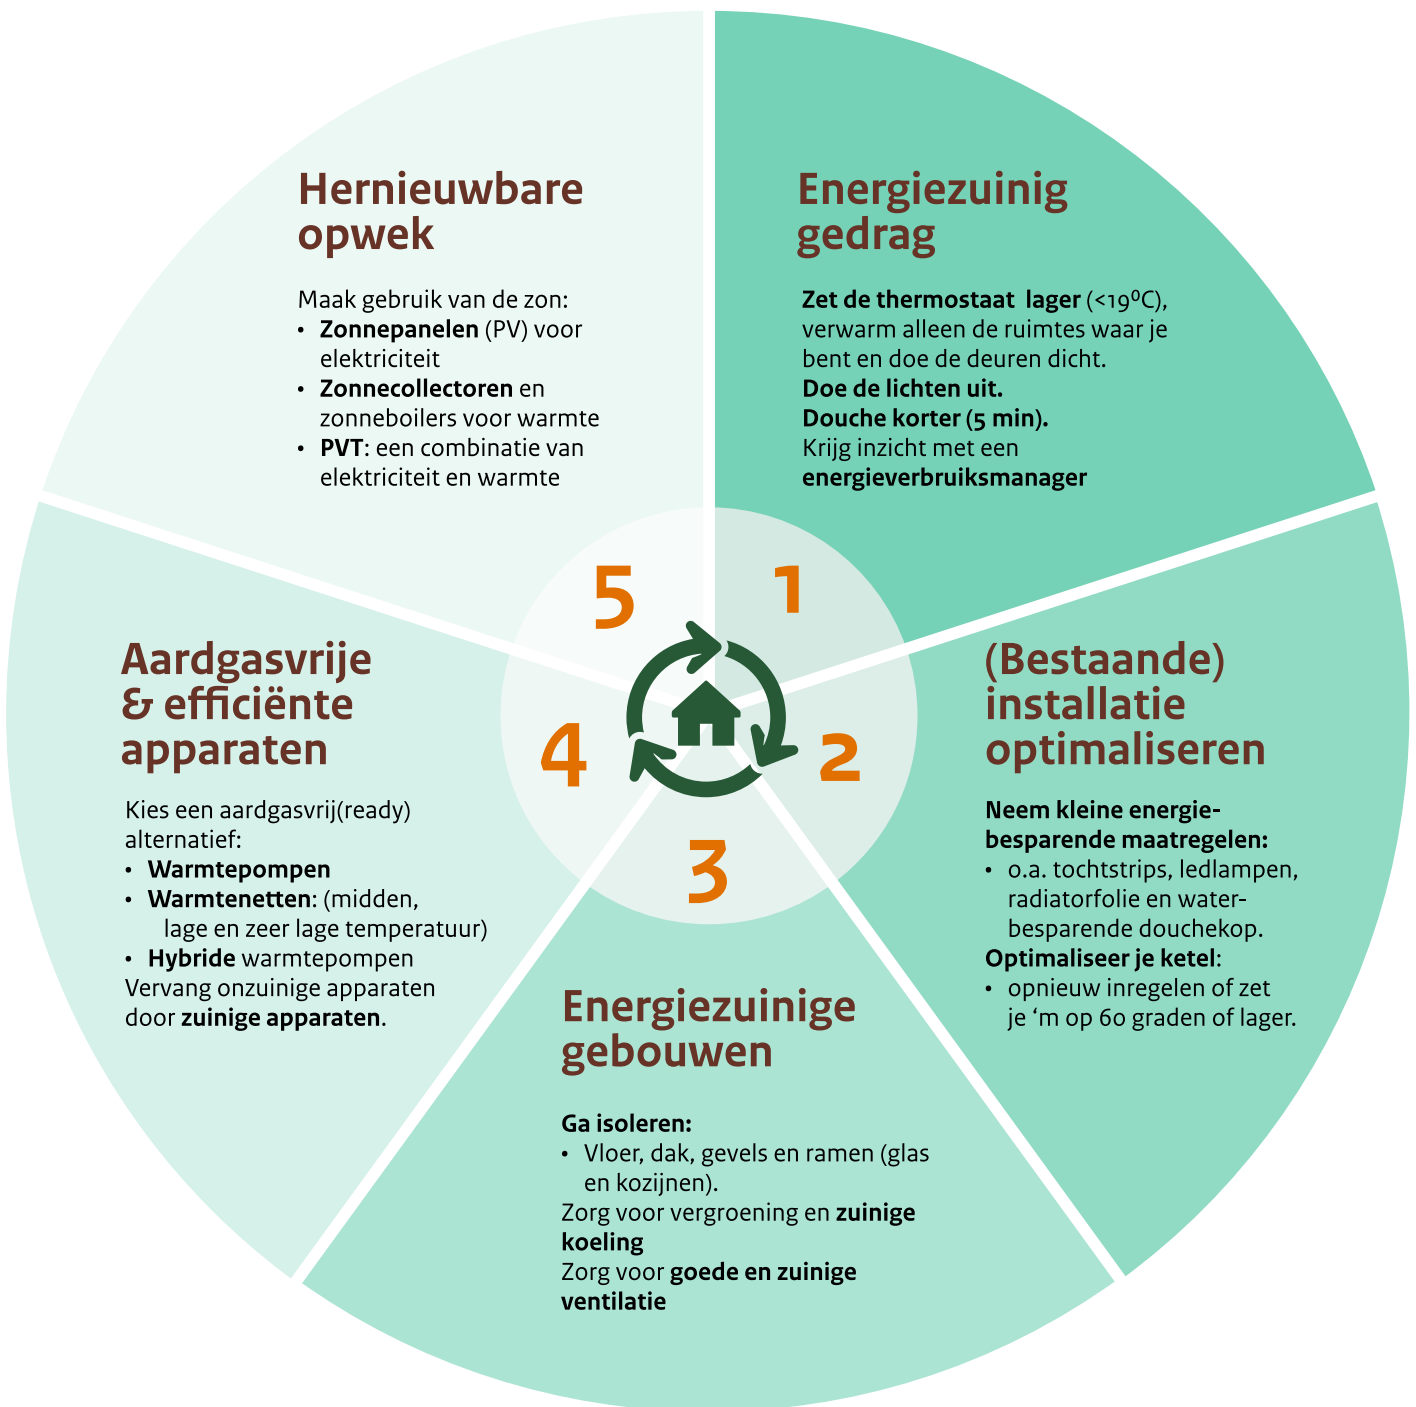 Hernieuwbare
opwek
Maak gebruik van de zon:
• Zonnepanelen (PV) voor
elektriciteit
• Zonnecollectoren en
zonneboilers voor warmte
• PVT: een combinatie van
elektriciteit en warmte
5
Energiezuinig
gedrag
Zet de thermostaat lager (<19⁰C),
verwarm alleen de ruimtes waar je
bent en doe de deuren dicht.
Doe de lichten uit.
Douche korter (5 min).
Krijg inzicht met een
energieverbruiksmanager
1
Aardgasvrije
& efficiënte
apparaten
Kies een aardgasvrij(ready)
alternatief:
• Warmtepompen
• Warmtenetten: (midden,
lage en zeer lage temperatuur)
• Hybride warmtepompen
Vervang onzuinige apparaten
door zuinige apparaten.
4
(Bestaande)
installatie
optimaliseren
Neem kleine energie-
besparende maatregelen:
• o.a. tochtstrips, ledlampen,
radiatorfolie en water-
besparende douchekop.
Optimaliseer je ketel:
• opnieuw inregelen of zet
je ‘m op 60 graden of lager.
2
3
Energiezuinige
gebouwen
Ga isoleren:
• Vloer, dak, gevels en ramen (glas
en kozijnen).
Zorg voor vergroening en zuinige
koeling
Zorg voor goede en zuinige
ventilatie